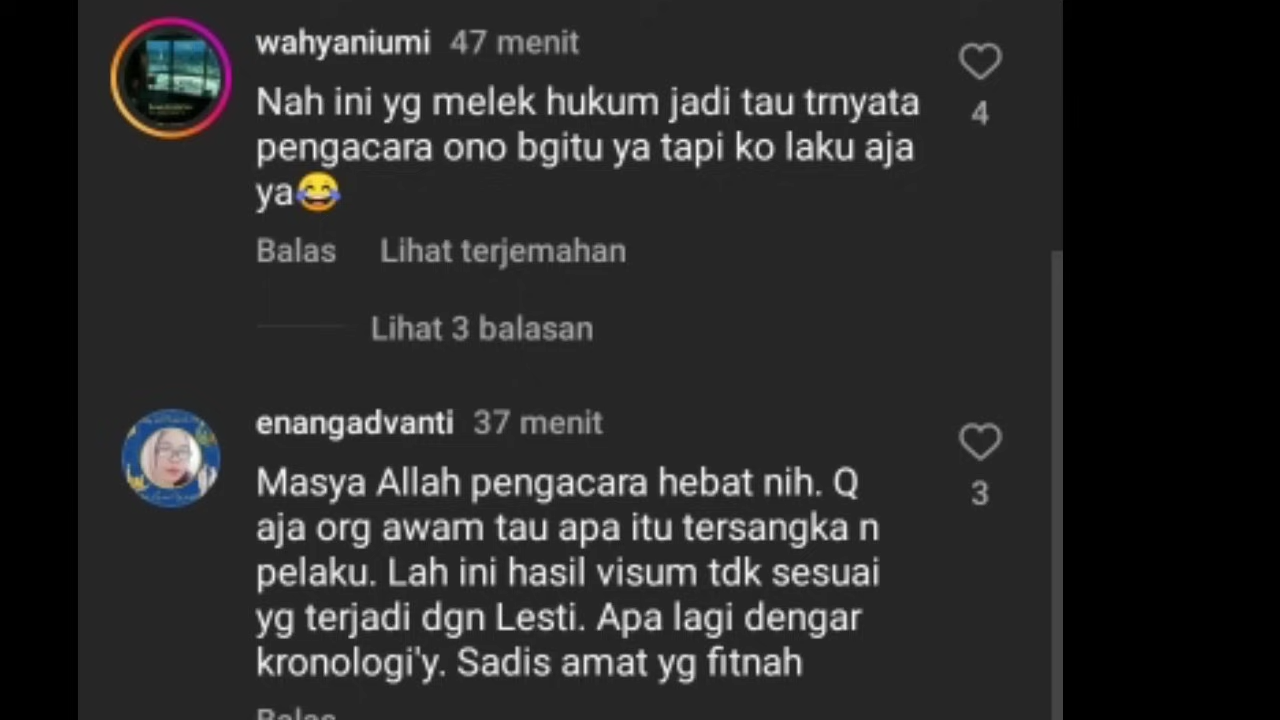 wahyaniumi 47 menit
Nah ini yg melek hukum jadi tau trnyata
pengacara ono bgitu ya tapi ko laku aja
ya😂
4
Balas Lihat terjemahan
Lihat 3 balasan
enangadvanti 37 menit
Masya Allah pengacara hebat nih. Q
aja org awam tau apa itu tersangka n
pelaku. Lah ini hasil visum tdk sesuai
yg terjadi dgn Lesti. Apa lagi dengar
kronologi'y. Sadis amat yg fitnah
3
Balas